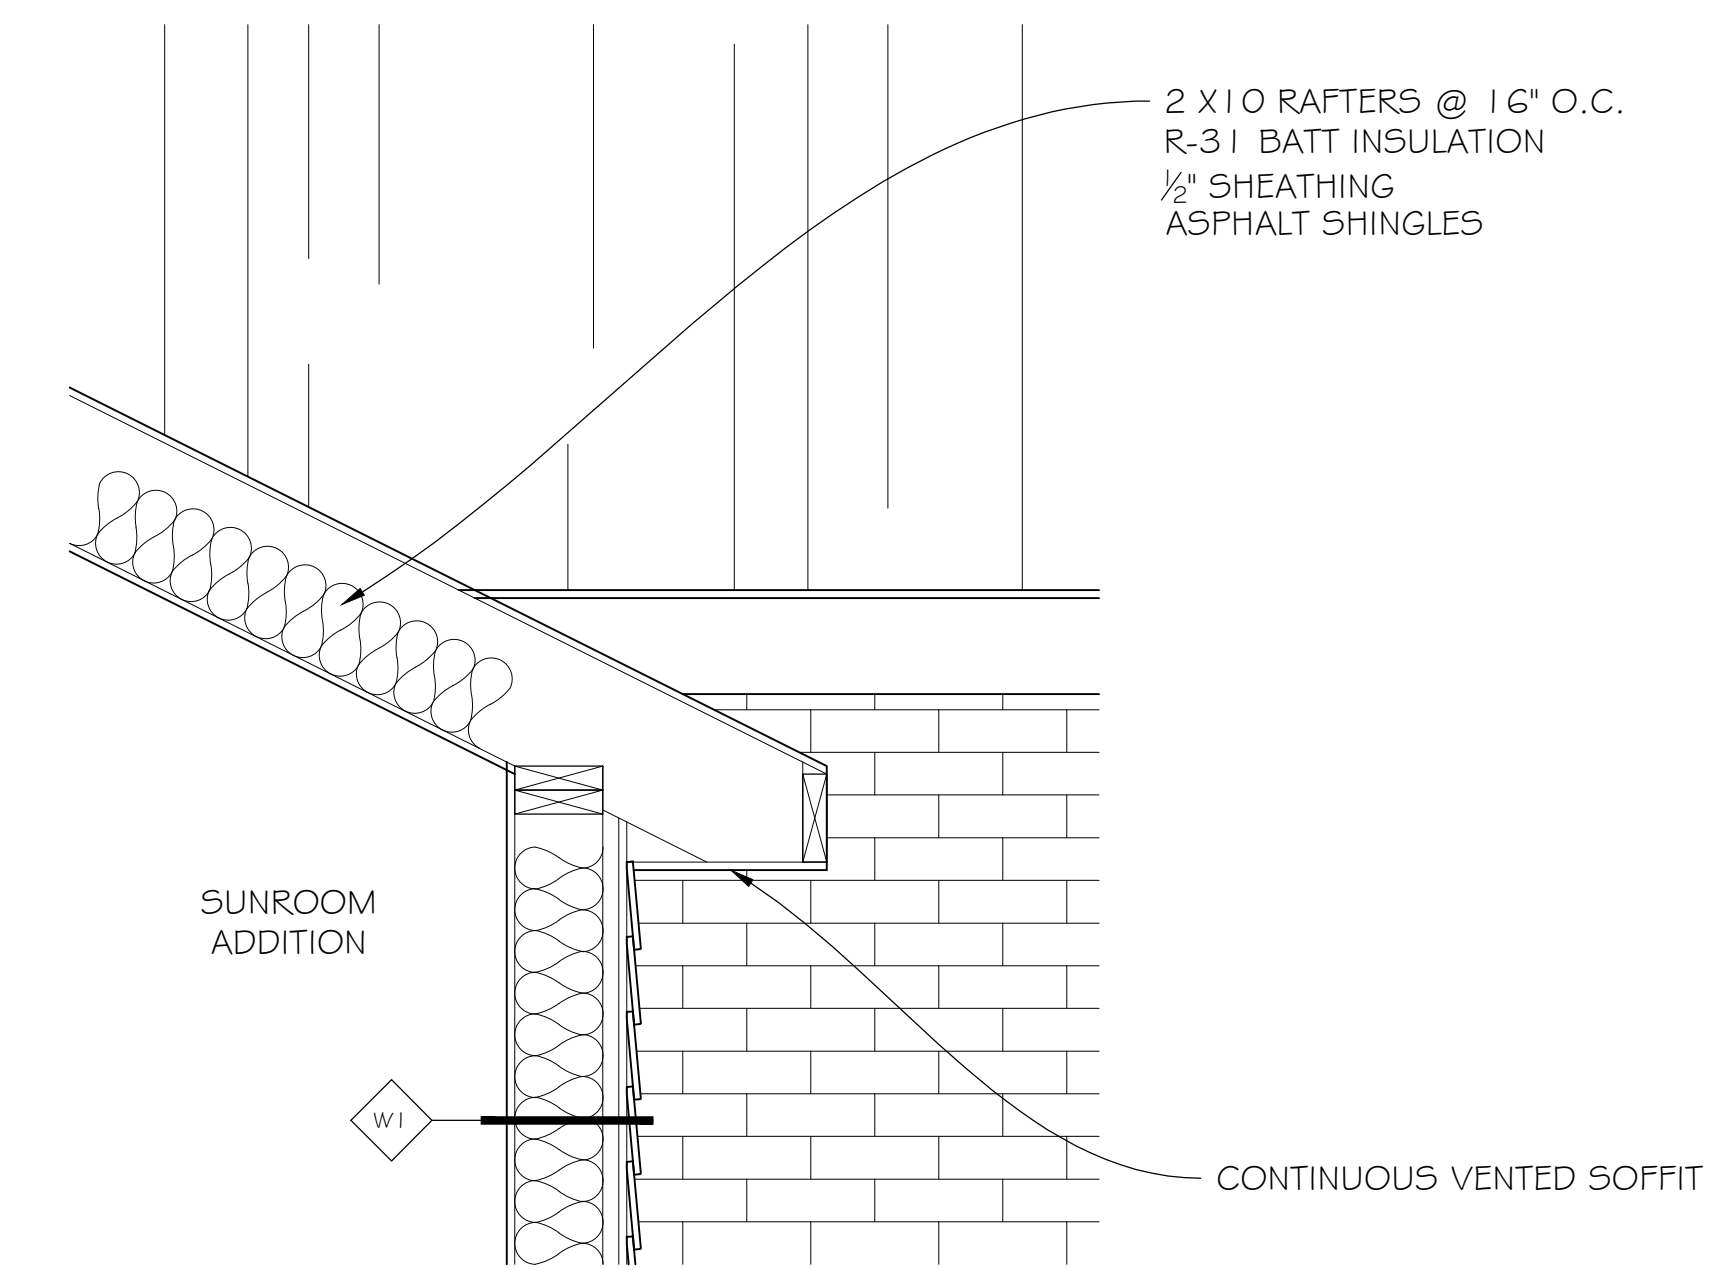 2 X10 RAFTERS @ 16" O.C.
R-31 BATT INSULATION
½" SHEATHING
ASPHALT SHINGLES
SUNROOM
ADDITION
W1
CONTINUOUS VENTED SOFFIT